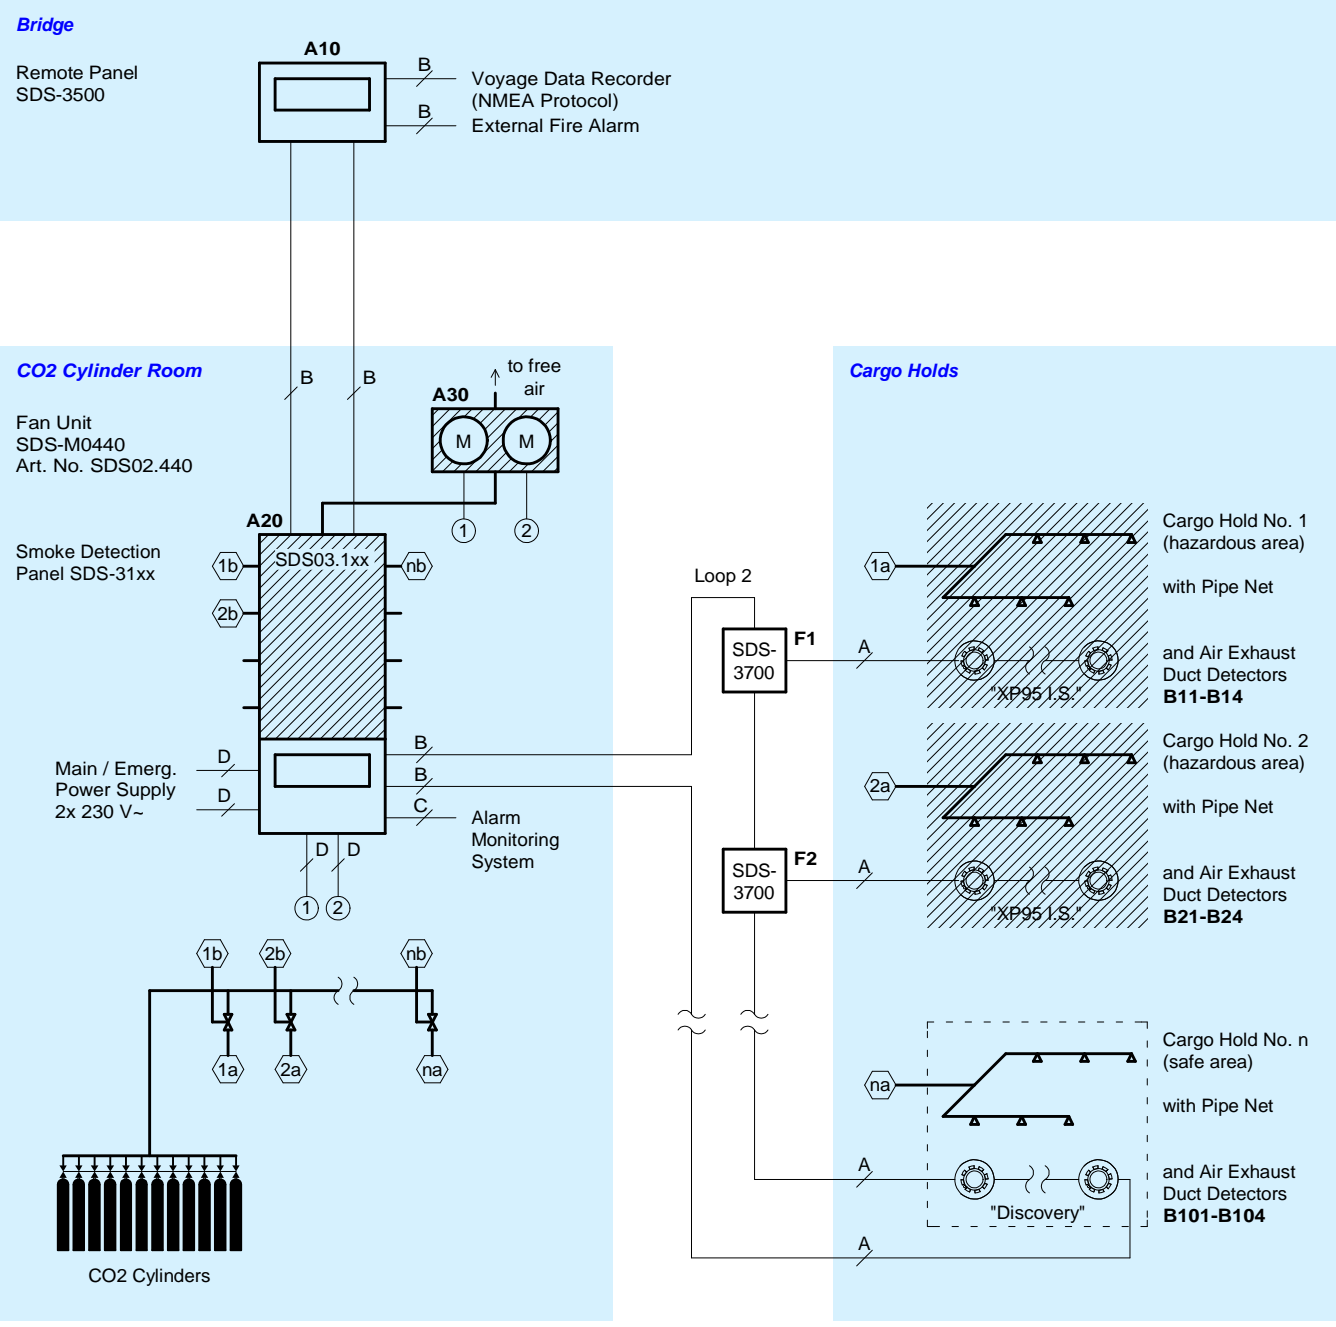 Bridge
A10
Remote Panel
SDS-3500
B
Voyage Data Recorder
(NMEA Protocol)
B
External Fire Alarm
CO2 Cylinder Room
B
B
to free
air
A30
M
M
Fan Unit
SDS-M0440
Art. No. SDS02.440
1
2
A20
Smoke Detection
Panel SDS-31xx
1b
SDS03.1xx
nb
2b
Main / Emerg.
Power Supply
2x 230 V~
D
D
B
B
C
Alarm
Monitoring
System
D
D
1
2
1b
2b
nb
1a
2a
na
CO2 Cylinders
Loop 2
SDS-
3700
F1
A
SDS-
3700
F2
A
A
A
Cargo Holds
1a
Cargo Hold No. 1
(hazardous area)
with Pipe Net
and Air Exhaust
Duct Detectors
B11-B14
"XP95 I.S."
2a
Cargo Hold No. 2
(hazardous area)
with Pipe Net
and Air Exhaust
Duct Detectors
B21-B24
"XP95 I.S."
na
Cargo Hold No. n
(safe area)
with Pipe Net
and Air Exhaust
Duct Detectors
B101-B104
"Discovery"